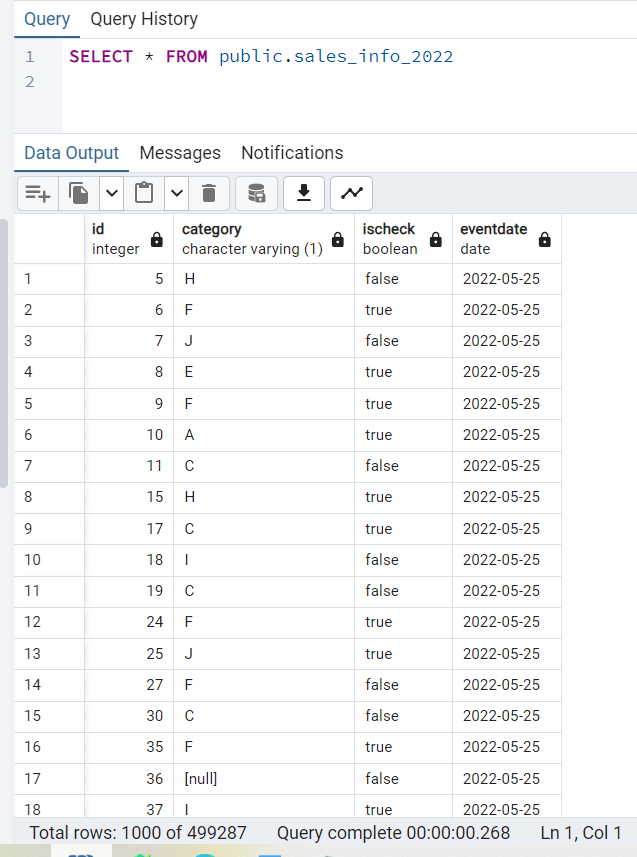 Query Query History
1 SELECT * FROM public.sales_info_2022
2
Data Output Messages Notifications
id category ischeck eventdate
integer character varying (1) boolean date
1 5 H false 2022-05-25
2 6 F true 2022-05-25
3 7 J false 2022-05-25
4 8 E true 2022-05-25
5 9 F true 2022-05-25
6 10 A true 2022-05-25
7 11 C false 2022-05-25
8 15 H true 2022-05-25
9 17 C true 2022-05-25
10 18 I false 2022-05-25
11 19 C false 2022-05-25
12 24 F true 2022-05-25
13 25 J true 2022-05-25
14 27 F false 2022-05-25
15 30 C false 2022-05-25
16 35 F true 2022-05-25
17 36 [null] false 2022-05-25
18 37 I true 2022-05-25
Total rows: 1000 of 499287 Query complete 00:00:00.268 Ln 1, Col 1